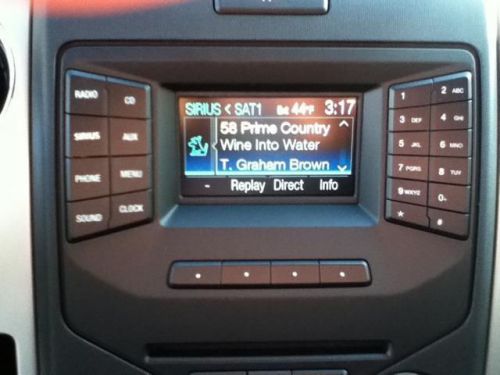 SIRIUS < SAT1 44°F 3:17
58 Prime Country
Wine Into Water
T. Graham Brown
- Replay Direct Info
RADIO CD
SIRIUS AUX
PHONE MENU
SOUND CLOCK
1 2 ABC
3 DEF 4 GHI
5 JKL 6 MNO
7 PQRS 8 TUV
9 WXYZ 0
* #